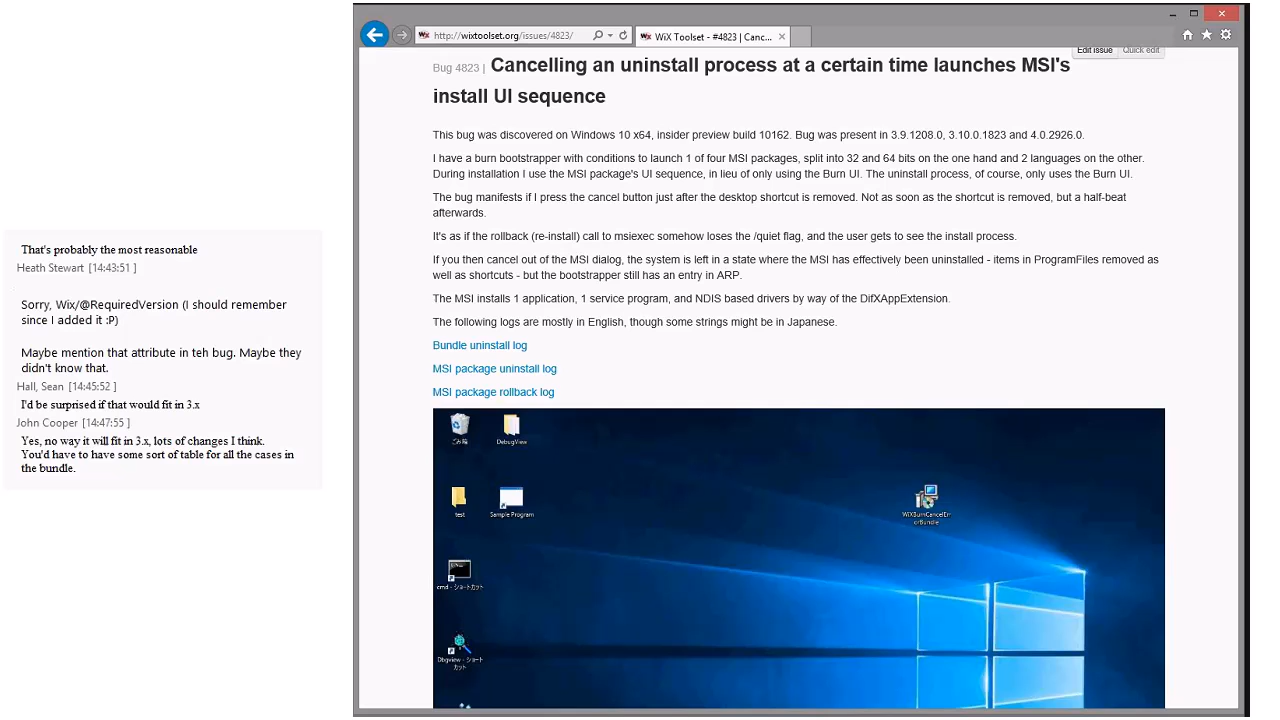 That's probably the most reasonable
Heath Stewart [14:43:51 ]
Sorry, Wix/@RequiredVersion (I should remember
since I added it :P)
Maybe mention that attribute in teh bug. Maybe they
didn't know that.
Hall, Sean [14:45:52 ]
I'd be surprised if that would fit in 3.x
John Cooper [14:47:55 ]
Yes, no way it will fit in 3.x, lots of changes I think.
You'd have to have some sort of table for all the cases in
the bundle.
http://wixtoolset.org/issues/4823/
WiX Toolset - #4823 | Canc...
Edit issue Quick edit
Bug 4823 | Cancelling an uninstall process at a certain time launches MSI's
install UI sequence
This bug was discovered on Windows 10 x64, insider preview build 10162. Bug was present in 3.9.1208.0, 3.10.0.1823 and 4.0.2926.0.
I have a burn bootstrapper with conditions to launch 1 of four MSI packages, split into 32 and 64 bits on the one hand and 2 languages on the other.
During installation I use the MSI package's UI sequence, in lieu of only using the Burn UI. The uninstall process, of course, only uses the Burn UI.
The bug manifests if I press the cancel button just after the desktop shortcut is removed. Not as soon as the shortcut is removed, but a half-beat
afterwards.
It's as if the rollback (re-install) call to msiexec somehow loses the /quiet flag, and the user gets to see the install process.
If you then cancel out of the MSI dialog, the system is left in a state where the MSI has effectively been uninstalled - items in ProgramFiles removed as
well as shortcuts - but the bootstrapper still has an entry in ARP.
The MSI installs 1 application, 1 service program, and NDIS based drivers by way of the DifXAppExtension.
The following logs are mostly in English, though some strings might be in Japanese.
Bundle uninstall log
MSI package uninstall log
MSI package rollback log
ごみ箱
DebugView
test
Sample Program
WiXBurnCancelErr
orBundle
cmd - ショートカット
Dbgview - ショート
カット